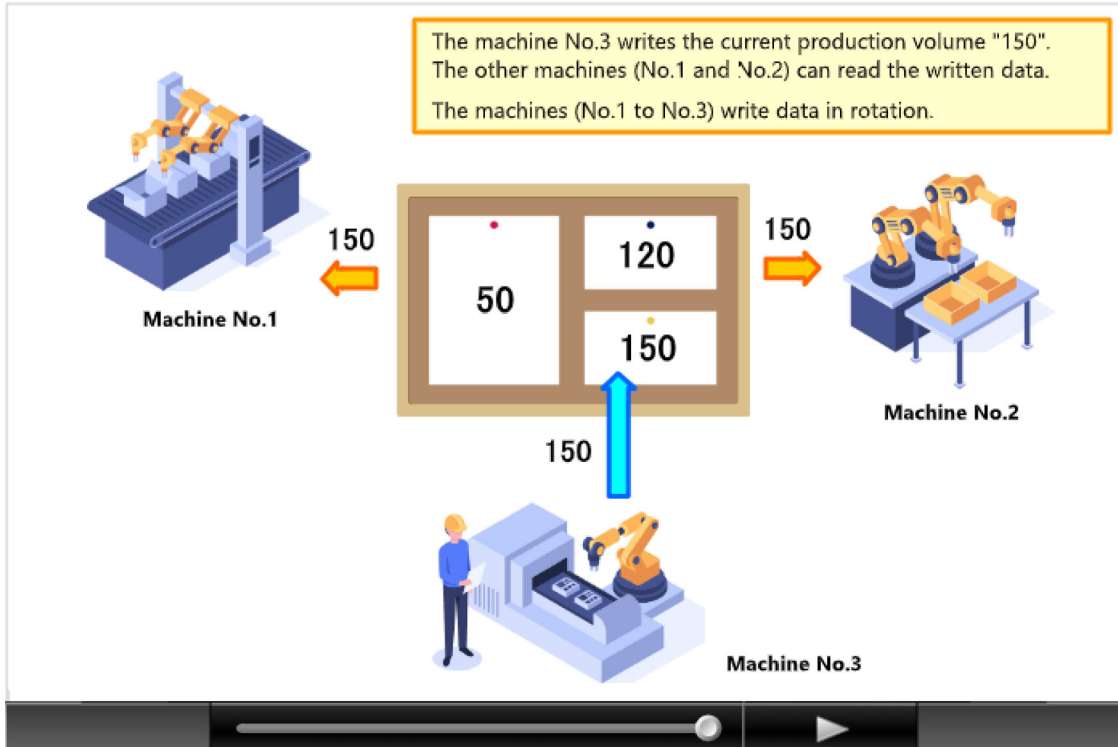 The machine No.3 writes the current production volume "150".
The other machines (No.1 and No.2) can read the written data.
The machines (No.1 to No.3) write data in rotation.
150
120
150
50
150
Machine No.1
Machine No.2
150
Machine No.3